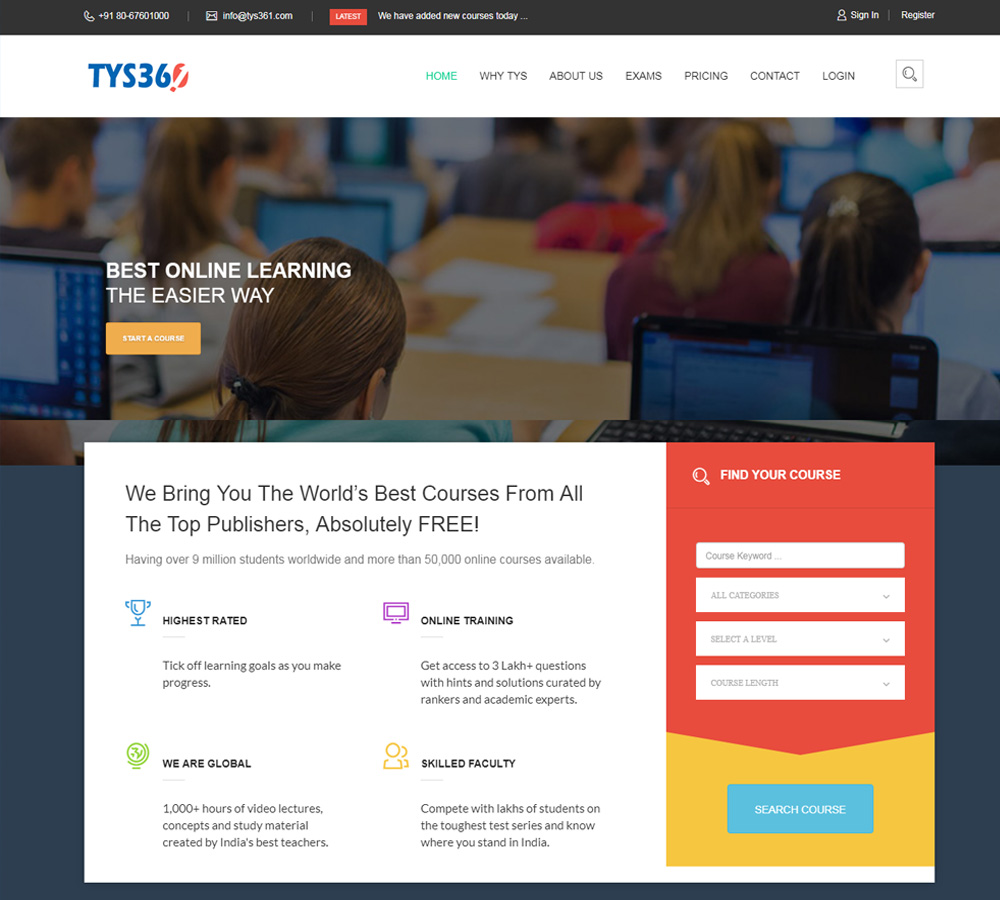 +91 80-67601000 | info@tys361.com | LATEST We have added new courses today ... Sign In | Register
TYS361 HOME WHY TYS ABOUT US EXAMS PRICING CONTACT LOGIN
BEST ONLINE LEARNING
THE EASIER WAY
START A COURSE
We Bring You The World’s Best Courses From All
The Top Publishers, Absolutely FREE!
Having over 9 million students worldwide and more than 50,000 online courses available.
HIGHEST RATED
Tick off learning goals as you make
progress.
ONLINE TRAINING
Get access to 3 Lakh+ questions
with hints and solutions curated by
rankers and academic experts.
WE ARE GLOBAL
1,000+ hours of video lectures,
concepts and study material
created by India's best teachers.
SKILLED FACULTY
Compete with lakhs of students on
the toughest test series and know
where you stand in India.
FIND YOUR COURSE
Course Keyword ...
ALL CATEGORIES
SELECT A LEVEL
COURSE LENGTH
SEARCH COURSE